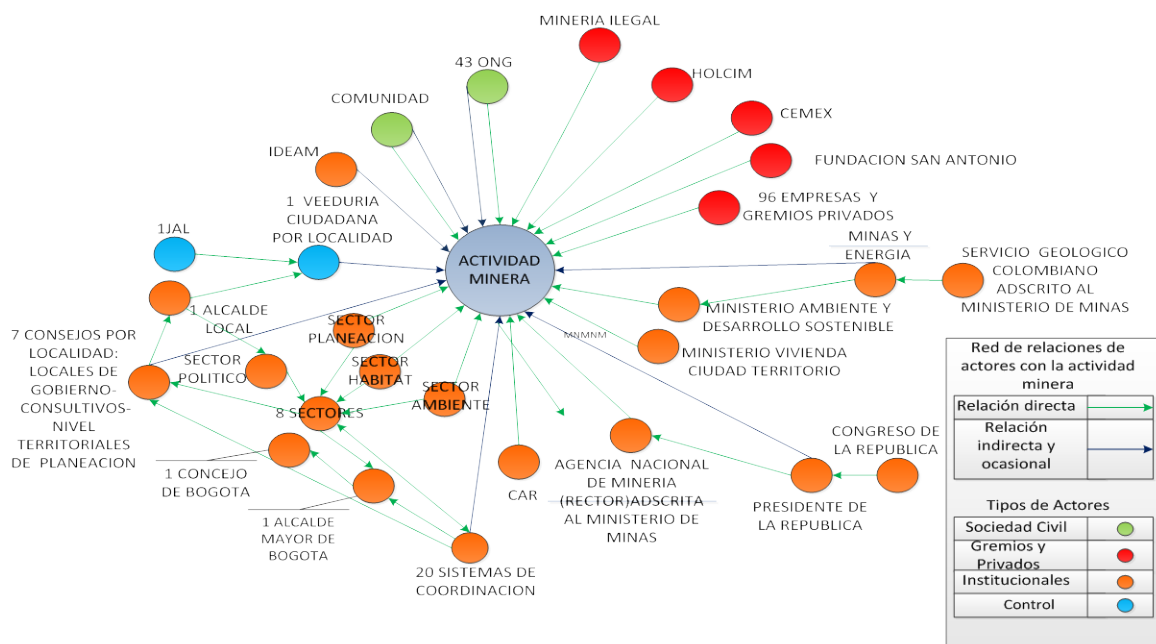 MINERIA ILEGAL
43 ONG
HOLCIM
COMUNIDAD
CEMEX
IDEAM
FUNDACION SAN ANTONIO
1 VEEDURIA
CIUDADANA
POR LOCALIDAD
96 EMPRESAS Y
GREMIOS PRIVADOS
1JAL
ACTIVIDAD
MINERA
MINAS Y
ENERGIA
SERVICIO GEOLOGICO
COLOMBIANO
ADSCRITO AL
MINISTERIO DE MINAS
1 ALCALDE
LOCAL
SECTOR
PLANEACION
MINISTERIO AMBIENTE Y
DESARROLLO SOSTENIBLE
MNMNM
MINISTERIO VIVIENDA
CIUDAD TERRITORIO
7 CONSEJOS POR
LOCALIDAD:
LOCALES DE
GOBIERNO-
CONSULTIVOS-
NIVEL
TERRITORIALES
DE PLANEACION
SECTOR
POLITICO
SECTOR
HABITAT
SECTOR
AMBIENTE
8 SECTORES
1 CONCEJO
DE BOGOTA
1 ALCALDE
MAYOR DE
BOGOTA
20 SISTEMAS DE
COORDINACION
CAR
AGENCIA NACIONAL
DE MINERIA
(RECTOR)ADSCRITA
AL MINISTERIO DE
MINAS
CONGRESO DE
LA REPUBLICA
PRESIDENTE DE
LA REPUBLICA
Red de relaciones de
actores con la actividad
minera
Relación directa
Relación
indirecta y
ocasional
Tipos de Actores
Sociedad Civil
Gremios y
Privados
Institucionales
Control